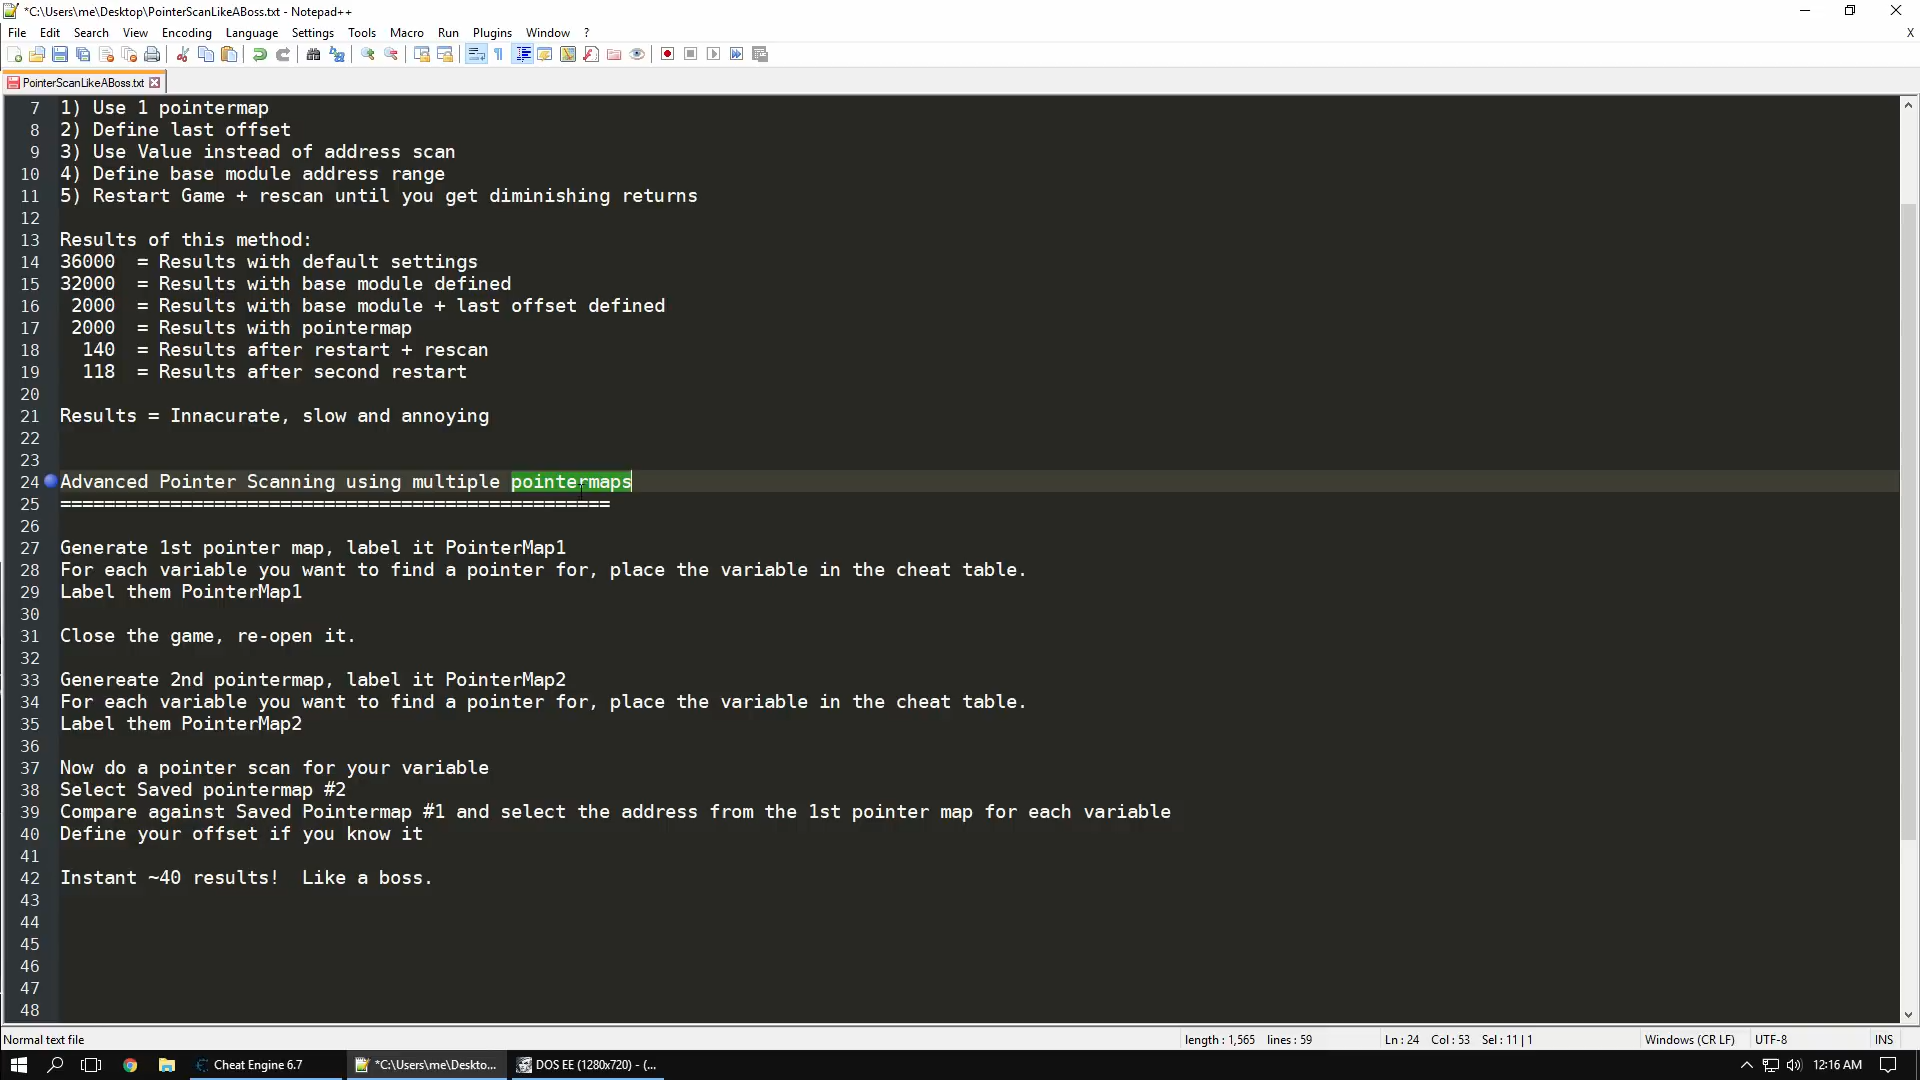 *C:\Users\me\Desktop\PointerScanLikeABoss.txt - Notepad++
File Edit Search View Encoding Language Settings Tools Macro Run Plugins Window ? X
PointerScanLikeABoss.txt
7 1) Use 1 pointermap
8 2) Define last offset
9 3) Use Value instead of address scan
10 4) Define base module address range
11 5) Restart Game + rescan until you get diminishing returns
12
13 Results of this method:
14 36000  = Results with default settings
15 32000  = Results with base module defined
16  2000  = Results with base module + last offset defined
17  2000  = Results with pointermap
18   140  = Results after restart + rescan
19   118  = Results after second restart
20
21 Results = Innacurate, slow and annoying
22
23
24 Advanced Pointer Scanning using multiple pointermaps
25 ==================================================
26
27 Generate 1st pointer map, label it PointerMap1
28 For each variable you want to find a pointer for, place the variable in the cheat table.
29 Label them PointerMap1
30
31 Close the game, re-open it.
32
33 Genereate 2nd pointermap, label it PointerMap2
34 For each variable you want to find a pointer for, place the variable in the cheat table.
35 Label them PointerMap2
36
37 Now do a pointer scan for your variable
38 Select Saved pointermap #2
39 Compare against Saved Pointermap #1 and select the address from the 1st pointer map for each variable
40 Define your offset if you know it
41
42 Instant ~40 results!  Like a boss.
43
44
45
46
47
48
Normal text file length : 1,565 lines : 59 Ln : 24 Col : 53 Sel : 11 | 1 Windows (CR LF) UTF-8 INS
Cheat Engine 6.7 *C:\Users\me\Deskto... DOS EE (1280x720) - (... 12:16 AM